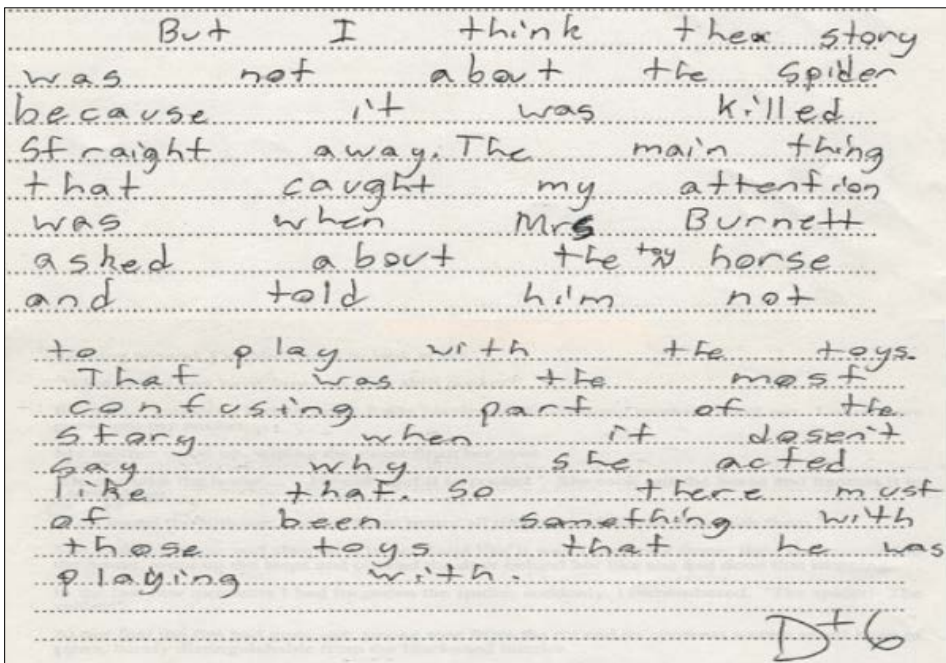 But I think the story
was not about the spider
because it was killed
straight away. The main thing
that caught my attention
was when Mrs Burnett
asked about the toy horse
and told him not
to play with the toys.
That was the most
confusing part of the
story when it dosen't
say why she acted
like that. So there must
of been something with
those toys that he was
playing with.
D+6